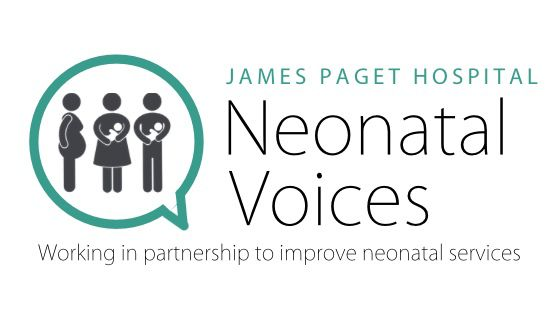 JAMES PAGET HOSPITAL
Neonatal
Voices
Working in partnership to improve neonatal services